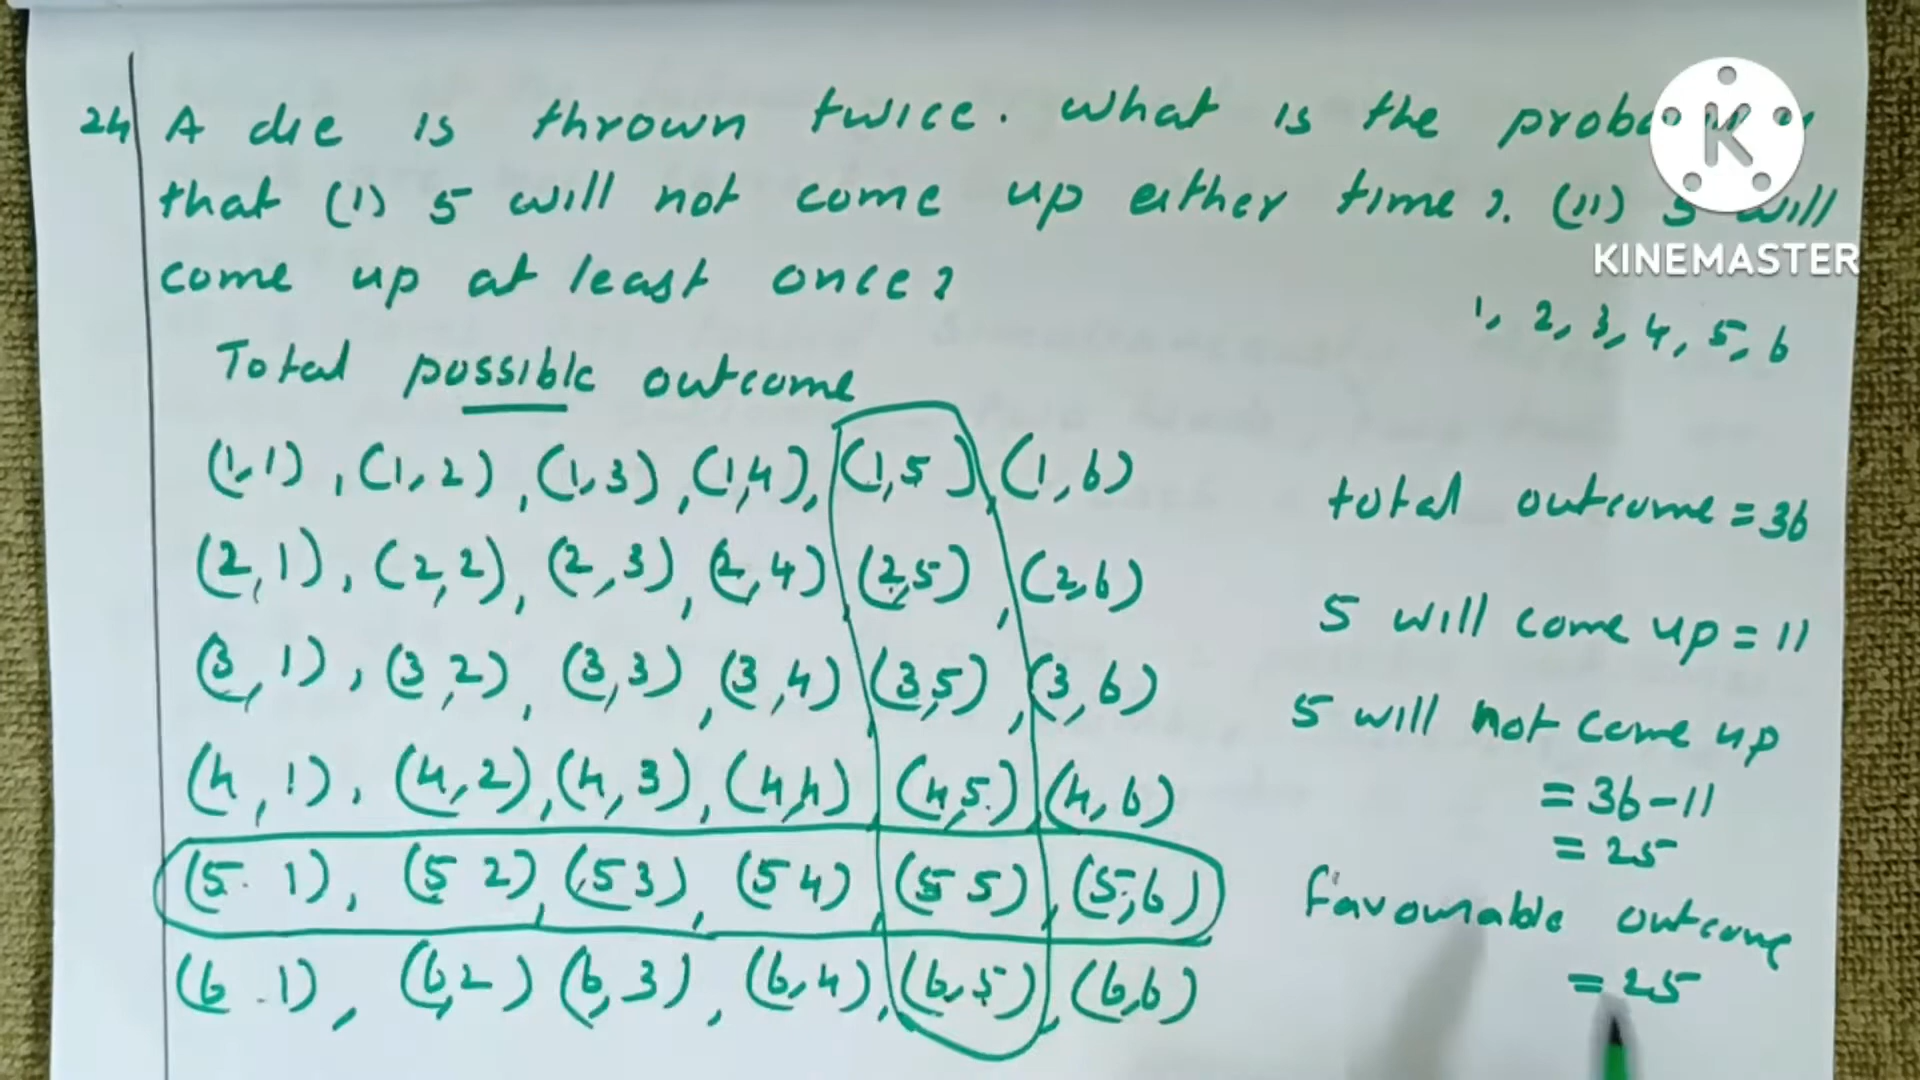 24 A die is thrown twice. What is the
that (i) 5 will not come up either time?. (ii) 5 will
come up at least once?
KINEMASTER
1, 2, 3, 4, 5, 6
Total possible outcome
(1,1), (1,2), (1,3), (1,4), (1,5), (1,6)
total outcome = 36
(2,1), (2,2), (2,3), (2,4) (2,5), (2,6)
5 will come up = 11
(3,1), (3,2), (3,3), (3,4) (3,5), (3,6)
5 will not come up
(4,1), (4,2), (4,3), (4,4), (4,5), (4,6)
= 36-11
= 25
(5.1), (5 2), (5 3), (5 4), (5 5), (5,6)
favourable outcome
= 25
(6.1), (6,2) (6,3), (6,4), (6,5), (6,6)